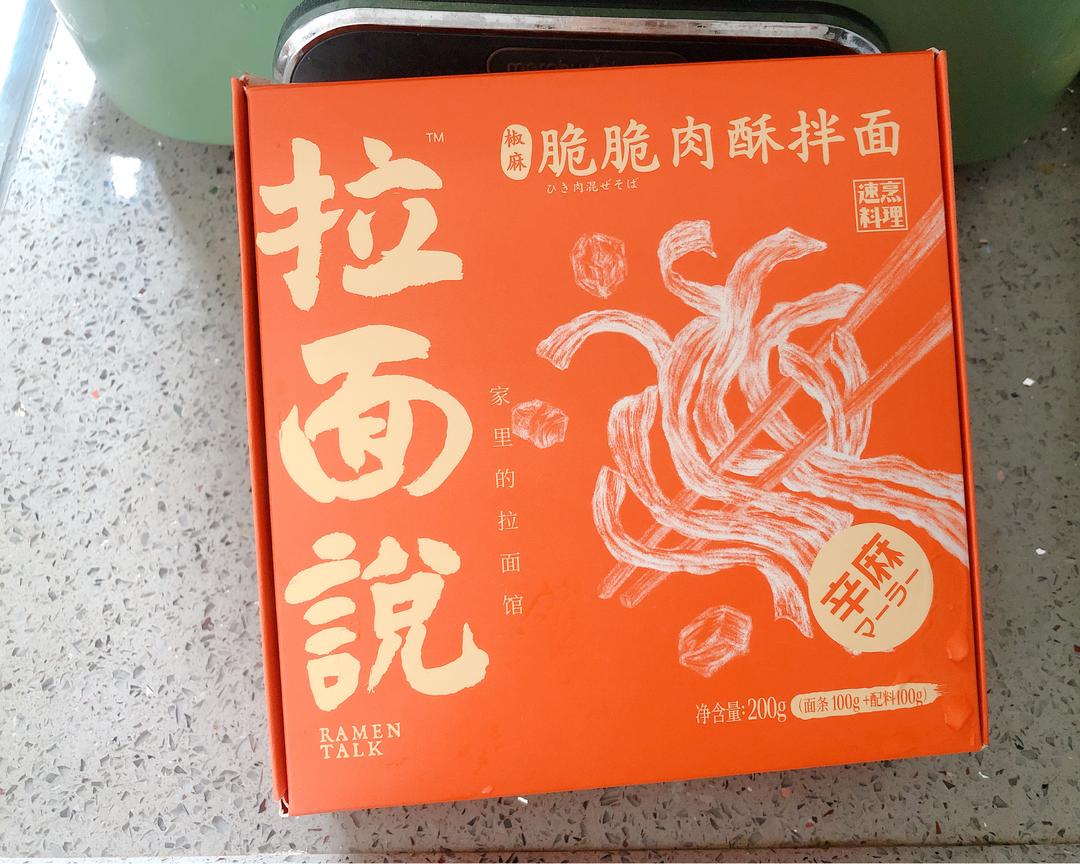 拉面說
TM
RAMEN
TALK
椒麻
脆脆肉酥拌面
ひき肉混ぜそば
速烹
料理
家里的拉面馆
辛麻
マーラー
净含量:200g
(面条100g+配料100g)